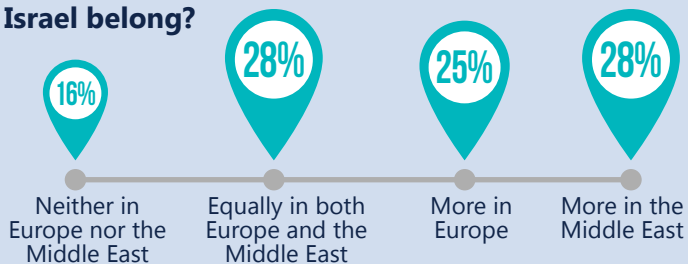 Israel belong?
16%
28%
25%
28%
Neither in
Europe nor the
Middle East
Equally in both
Europe and the
Middle East
More in
Europe
More in the
Middle East